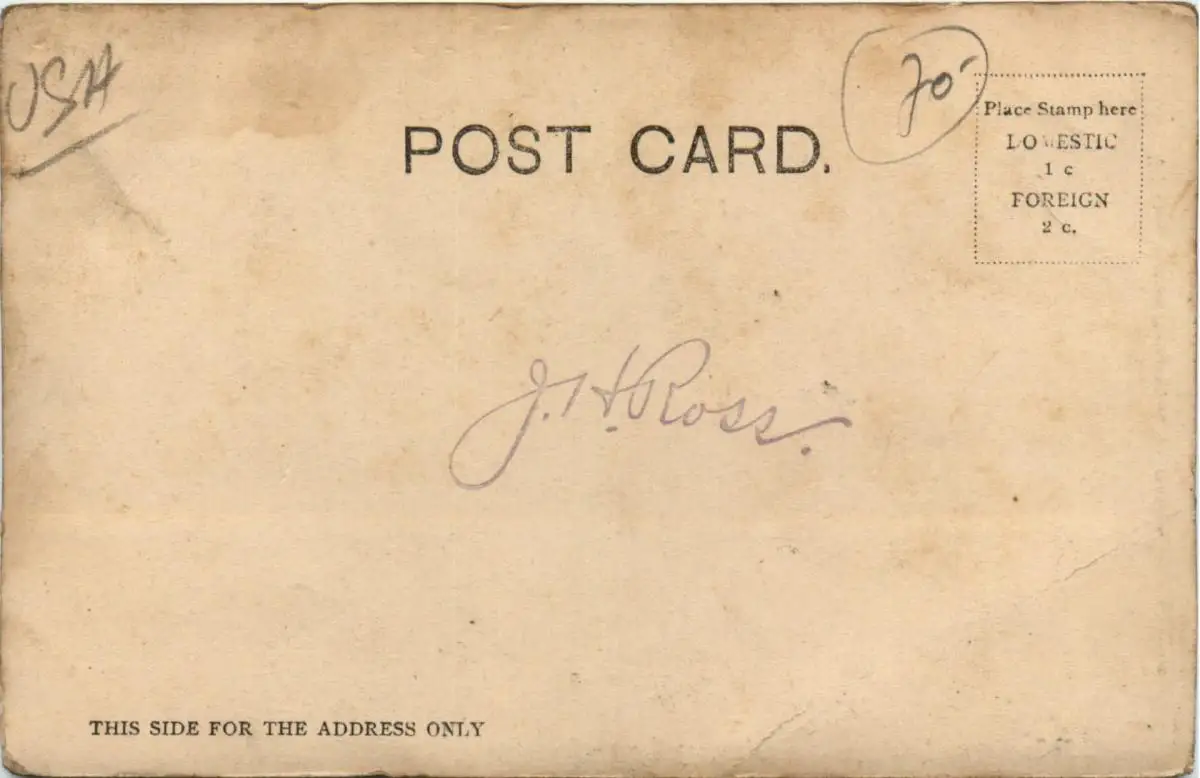 USA
70-
POST CARD.
Place Stamp here
DOMESTIC
1 c
FOREIGN
2 c.
J. H. Ross.
THIS SIDE FOR THE ADDRESS ONLY